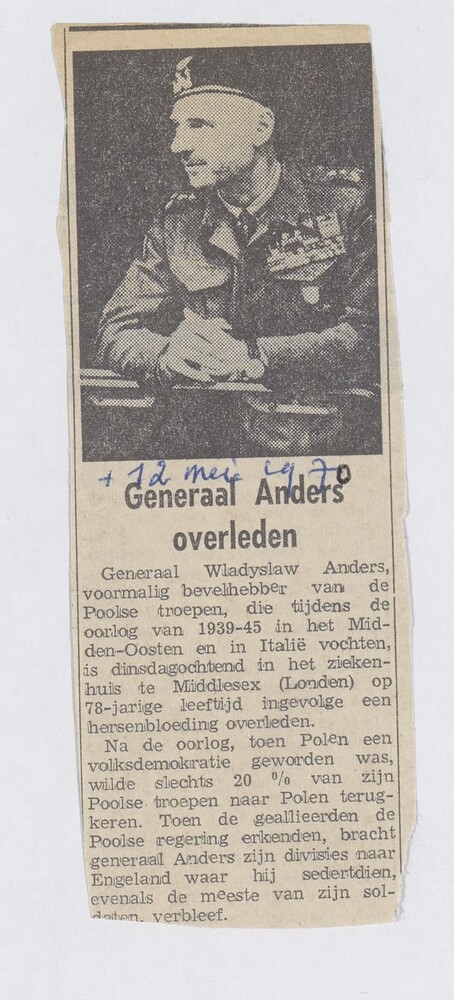 + 12 mei 1970
Generaal Anders
overleden
Generaal Wladyslaw Anders,
voormalig bevelhebber van de
Poolse troepen, die tijdens de
oorlog van 1939-45 in het Mid-
den-Oosten en in Italië vochten,
is dinsdagochtend in het zieken-
huis te Middlesex (Londen) op
78-jarige leeftijd ingevolge een
hersenbloeding overleden.
Na de oorlog, toen Polen een
volksdemokratie geworden was,
wilde slechts 20 % van zijn
Poolse troepen naar Polen terug-
keren. Toen de geallieerden de
Poolse regering erkenden, bracht
generaal Anders zijn divisies naar
Engeland waar hij sedertdien,
evenals de meeste van zijn sol-
daten, verbleef.